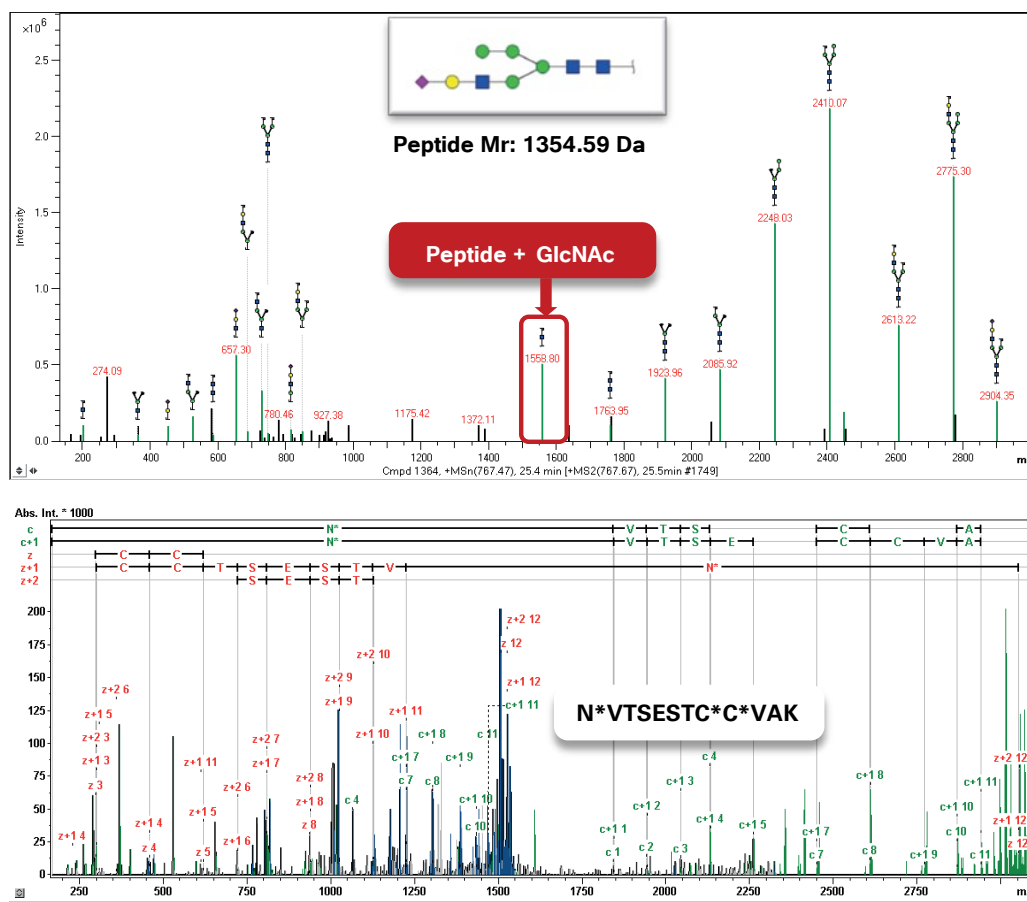 ×10⁶
2.5
2.0
1.5
1.0
0.5
0.0
Intensity
Peptide Mr: 1354.59 Da
Peptide + GlcNAc
274.09
657.30
780.46
927.38
1175.42
1372.11
1558.80
1763.95
1923.96
2085.92
2248.03
2410.07
2613.22
2775.30
2904.35
200 400 600 800 1000 1200 1400 1600 1800 2000 2200 2400 2600 2800 m
Cmpd 1364, +MSn(767.47), 25.4 min [+MS2(767.67), 25.5min #1749]
Abs. Int. * 1000
c N* V T S C A
c+1 N* V T S E C C V A
z C C
z+1 C C T S E S T V N*
z+2 S E S T
200
175
150
125
100
75
50
25
0
z+1 4
z+2 6
z+1 5
z+2 3
z+1 3
z 3
z+1 4
z 4
z+1 11
z+1 5
z 5
z+2 6
z+1 6
z+2 7
z+1 7
z+2 8
z+1 8
z 8
z+2 9
z+1 9
c 4
z+2 10
z+1 10
z+1 11
c+1 7
c 7
c+1 8
c 8
c+1 9
c+1 10
c 10
c 11
z+2 12
z 12
z+1 12
c+1 11
N*VTSESTC*C*VAK
c+1 1
c 1
c+1 2
c 2
c+1 3
c 3
c 4
c+1 4
c+1 5
c+1 7
c 7
c+1 8
c 8
c+1 9
c+1 10
c 10
c+1 11
c 11
z+2 12
z+1 12
z 12
250 500 750 1000 1250 1500 1750 2000 2250 2500 2750 m